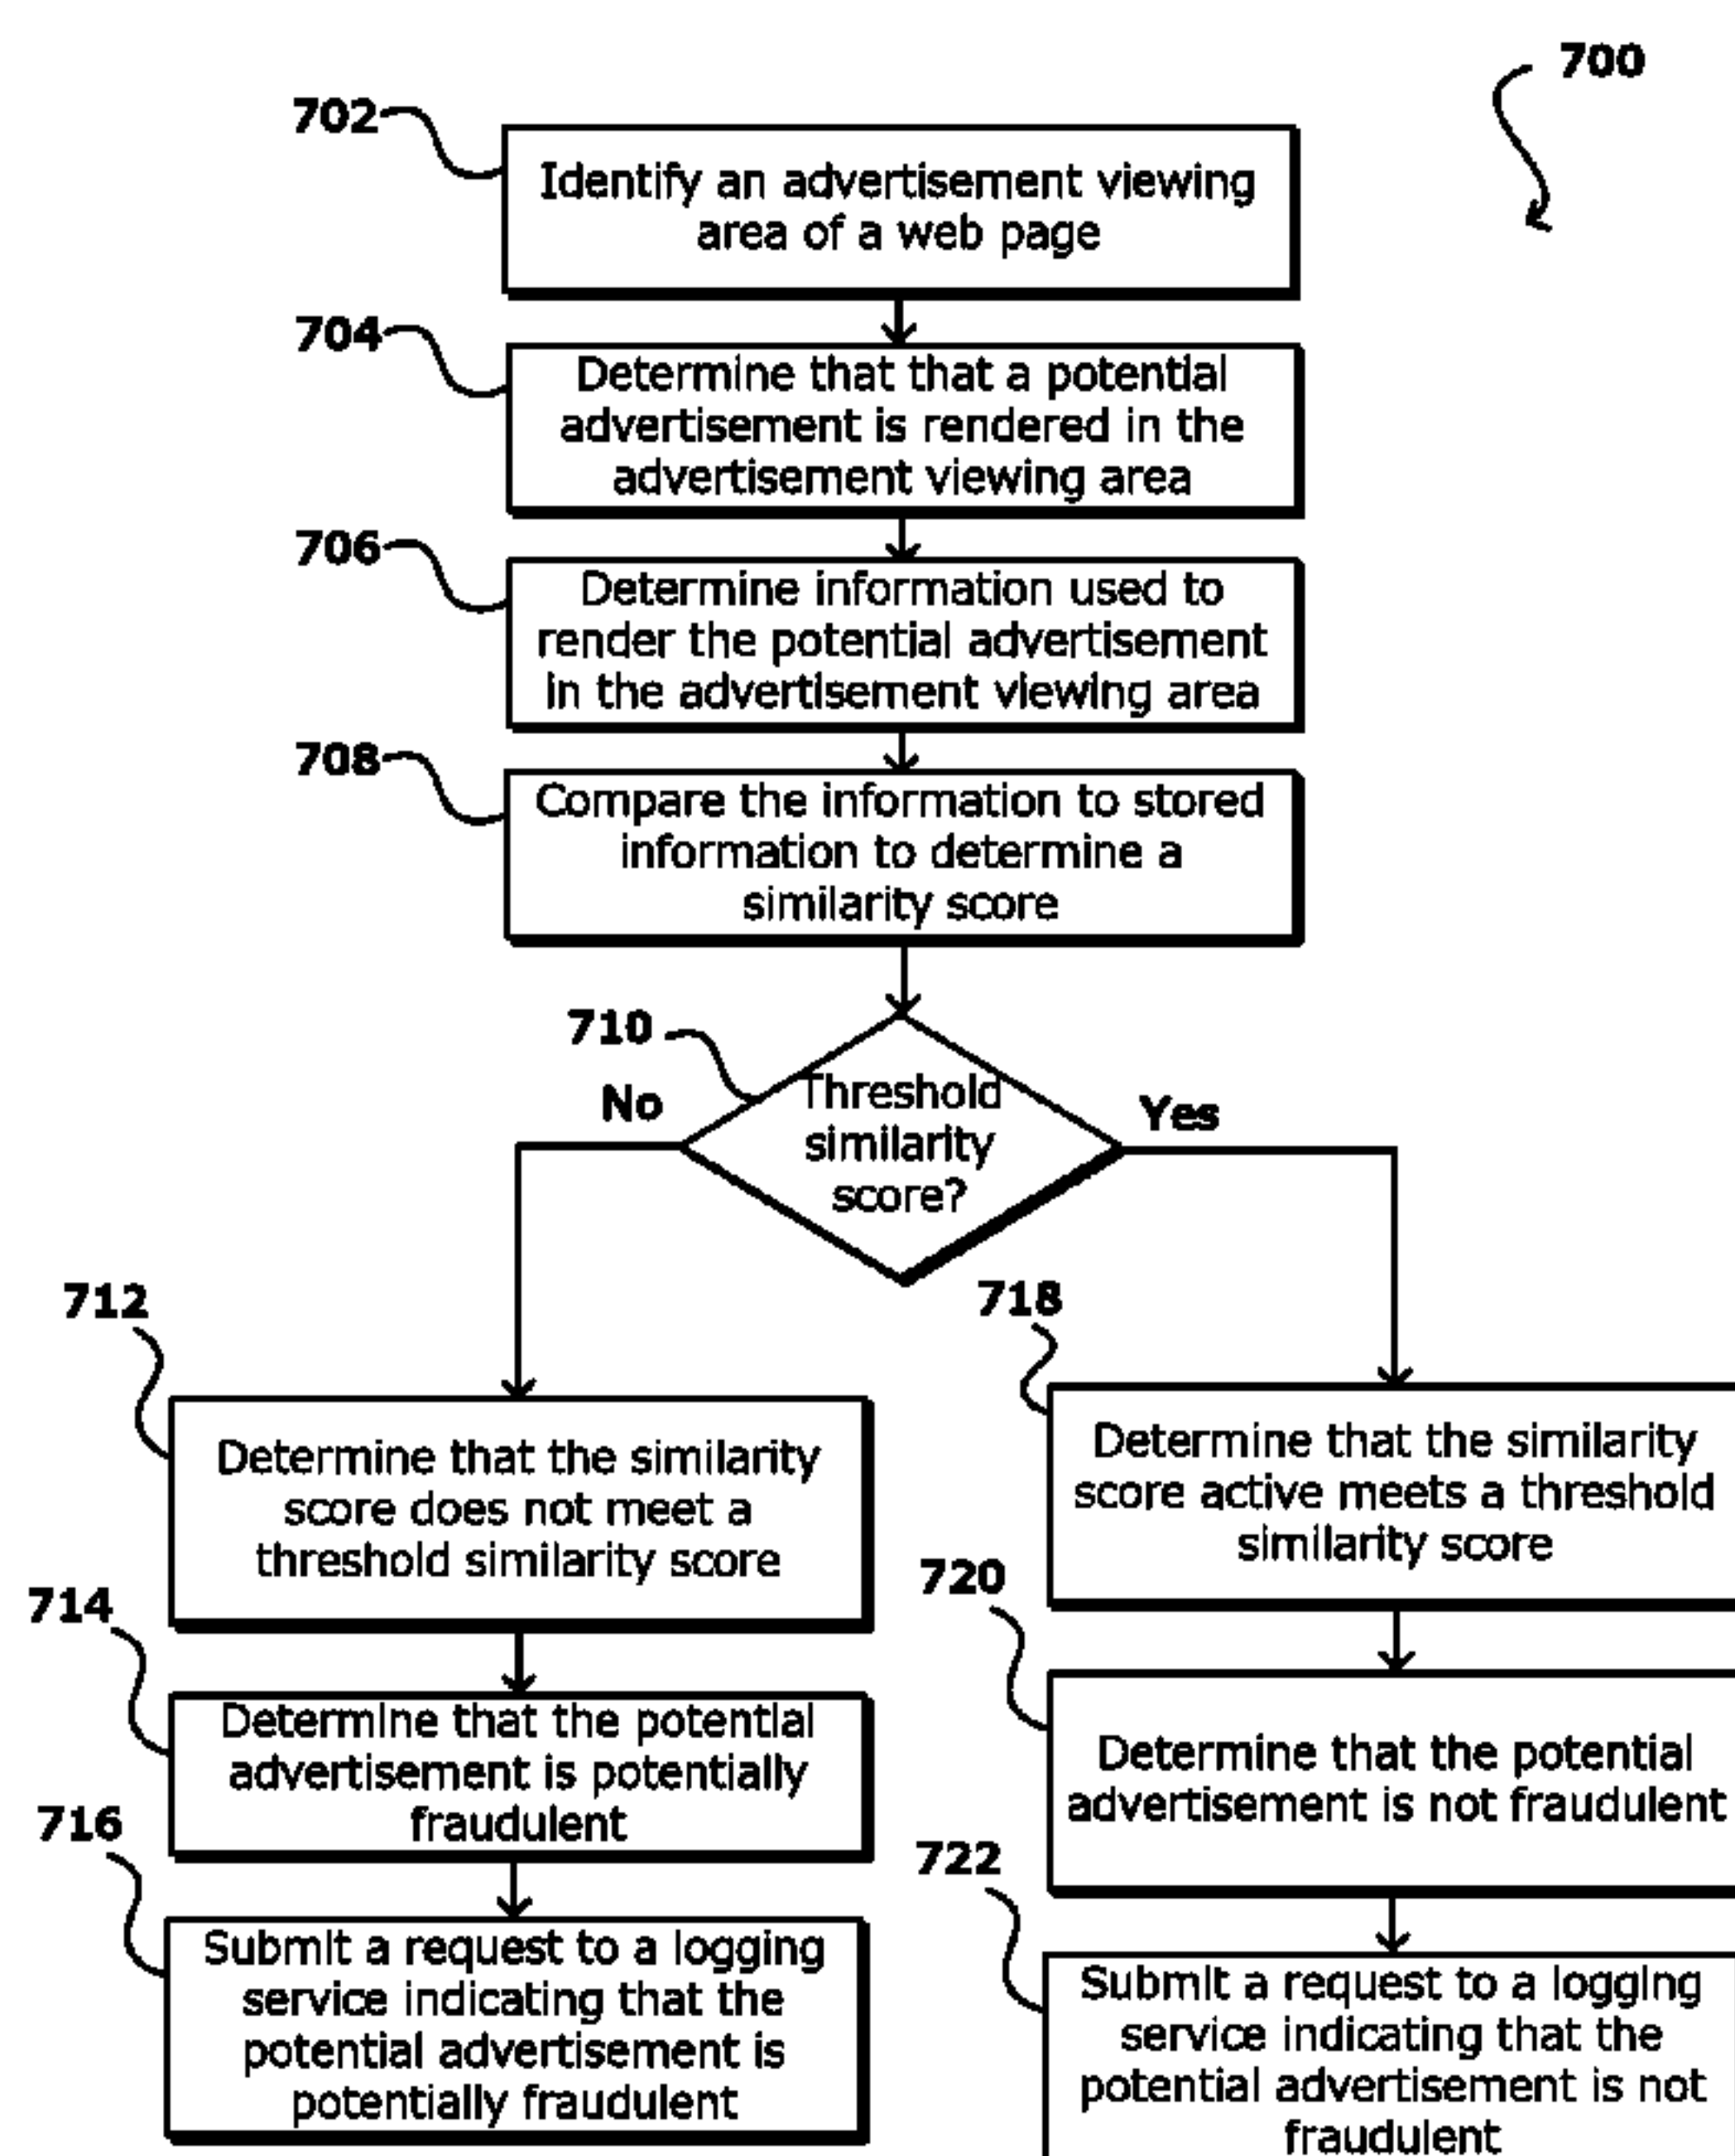 700
702
Identify an advertisement viewing
area of a web page
704
Determine that that a potential
advertisement is rendered in the
advertisement viewing area
706
Determine information used to
render the potential advertisement
in the advertisement viewing area
708
Compare the information to stored
information to determine a
similarity score
710
Threshold
similarity
score?
No
Yes
712
Determine that the similarity
score does not meet a
threshold similarity score
714
Determine that the potential
advertisement is potentially
fraudulent
716
Submit a request to a logging
service indicating that the
potential advertisement is
potentially fraudulent
718
Determine that the similarity
score active meets a threshold
similarity score
720
Determine that the potential
advertisement is not fraudulent
722
Submit a request to a logging
service indicating that the
potential advertisement is not
fraudulent